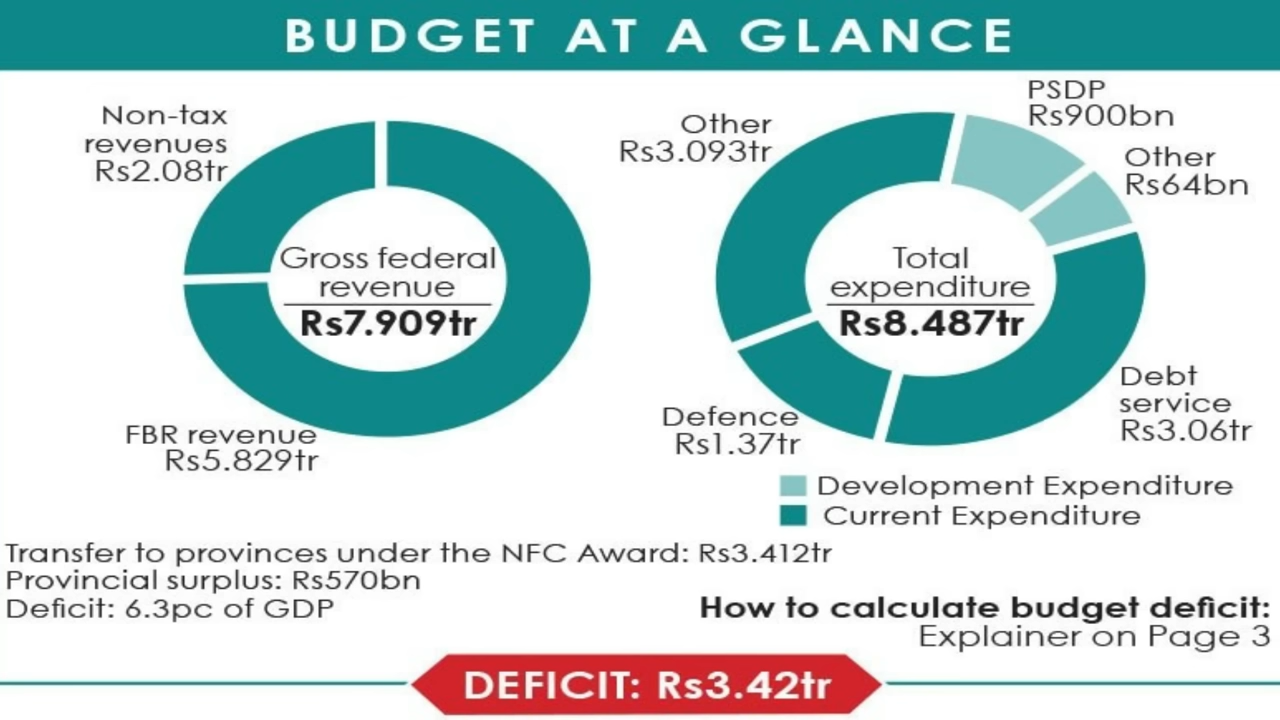 BUDGET AT A GLANCE
Non-tax
revenues
Rs2.08tr
Gross federal
revenue
Rs7.909tr
FBR revenue
Rs5.829tr
Other
Rs3.093tr
PSDP
Rs900bn
Other
Rs64bn
Total
expenditure
Rs8.487tr
Debt
service
Rs3.06tr
Defence
Rs1.37tr
Development Expenditure
Current Expenditure
Transfer to provinces under the NFC Award: Rs3.412tr
Provincial surplus: Rs570bn
Deficit: 6.3pc of GDP
How to calculate budget deficit:
Explainer on Page 3
DEFICIT: Rs3.42tr